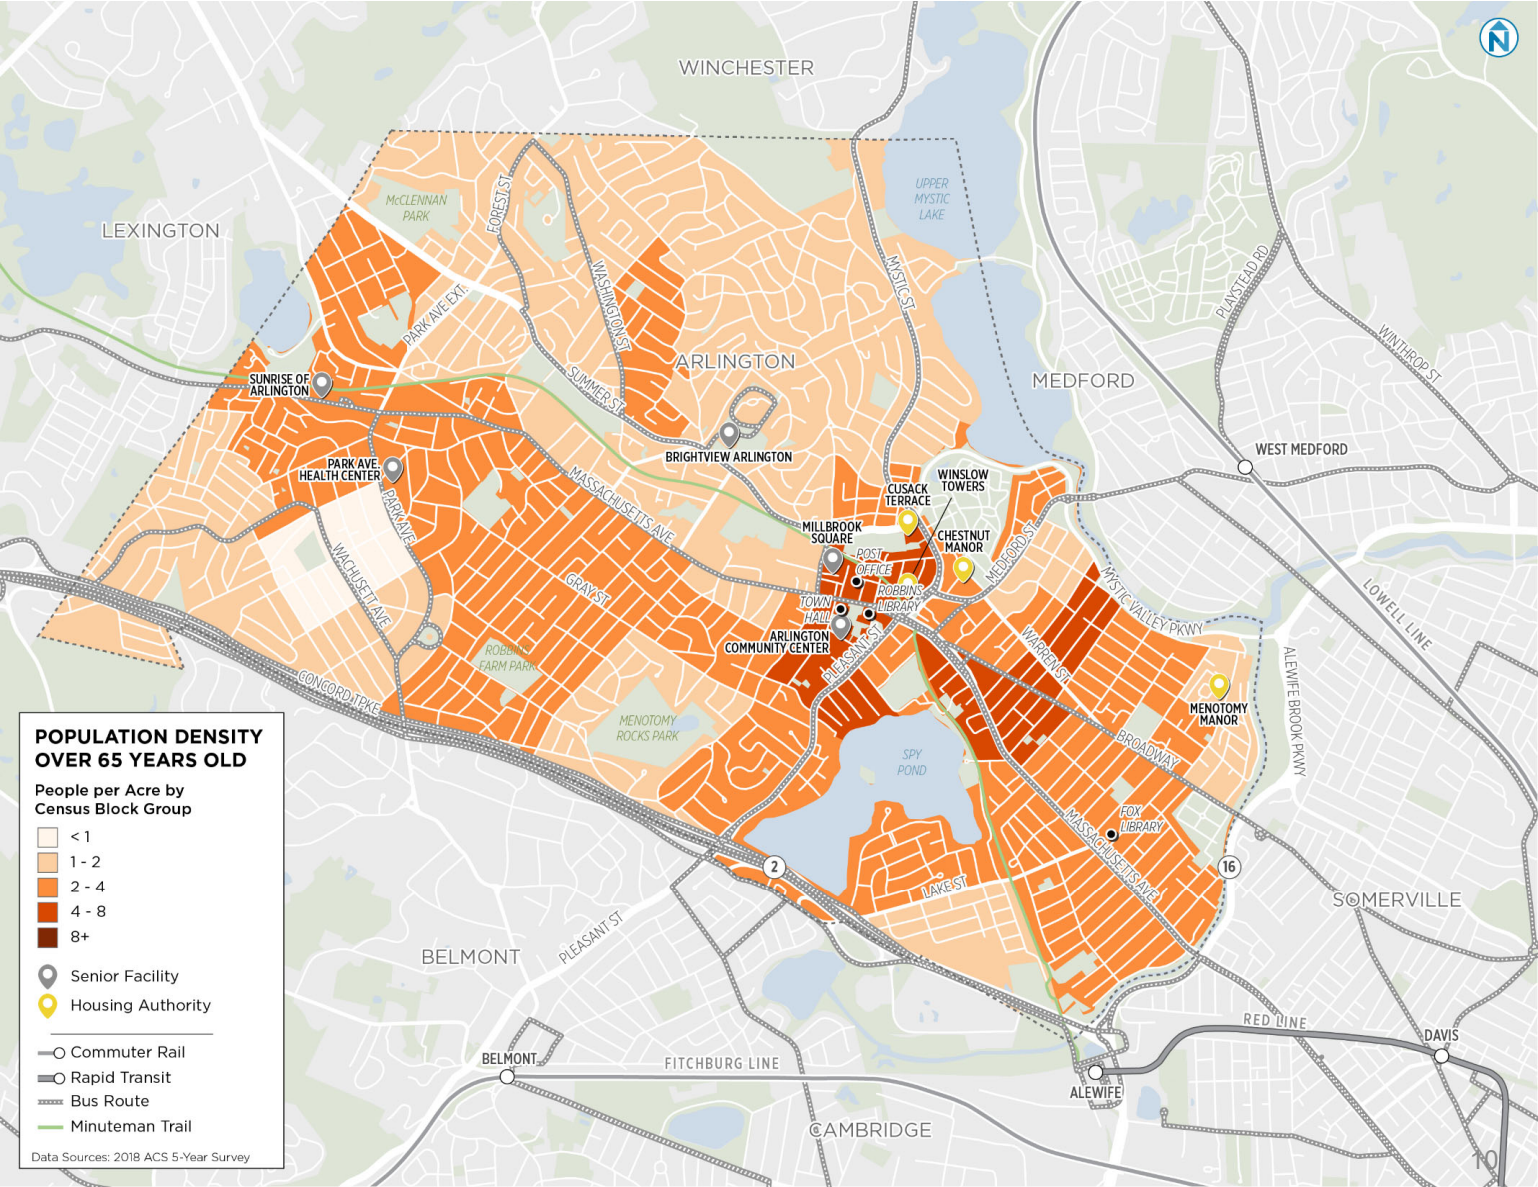 WINCHESTER
N
LEXINGTON
McCLENNAN
PARK
FOREST ST
UPPER
MYSTIC
LAKE
WASHINGTON ST
MYSTIC ST
PLAYSTEAD RD
PARK AVE EXT.
ARLINGTON
MEDFORD
WINTHROP ST
SUNRISE OF
ARLINGTON
SUMMER ST
BRIGHTVIEW ARLINGTON
WEST MEDFORD
PARK AVE.
HEALTH CENTER
PARK AVE
MASSACHUSETTS AVE
CUSACK
TERRACE
WINSLOW
TOWERS
MILLBROOK
SQUARE
CHESTNUT
MANOR
MEDFORD ST
POST
OFFICE
WACHUSETT AVE
GRAY ST
TOWN
HALL
ROBBINS
LIBRARY
MYSTIC VALLEY PKWY
LOWELL LINE
ARLINGTON
COMMUNITY CENTER
PLEASANT ST
WARREN ST
ROBBINS
FARM PARK
ALEWIFE BROOK PKWY
CONCORD TPKE
MENOTOMY
ROCKS PARK
MENOTOMY
MANOR
BROADWAY
SPY
POND
FOX
LIBRARY
MASSACHUSETTS AVE
2
16
LAKE ST
SOMERVILLE
PLEASANT ST
BELMONT
RED LINE
DAVIS
BELMONT
FITCHBURG LINE
ALEWIFE
CAMBRIDGE
POPULATION DENSITY
OVER 65 YEARS OLD
People per Acre by
Census Block Group
< 1
1 - 2
2 - 4
4 - 8
8+
Senior Facility
Housing Authority
Commuter Rail
Rapid Transit
Bus Route
Minuteman Trail
Data Sources: 2018 ACS 5-Year Survey
10